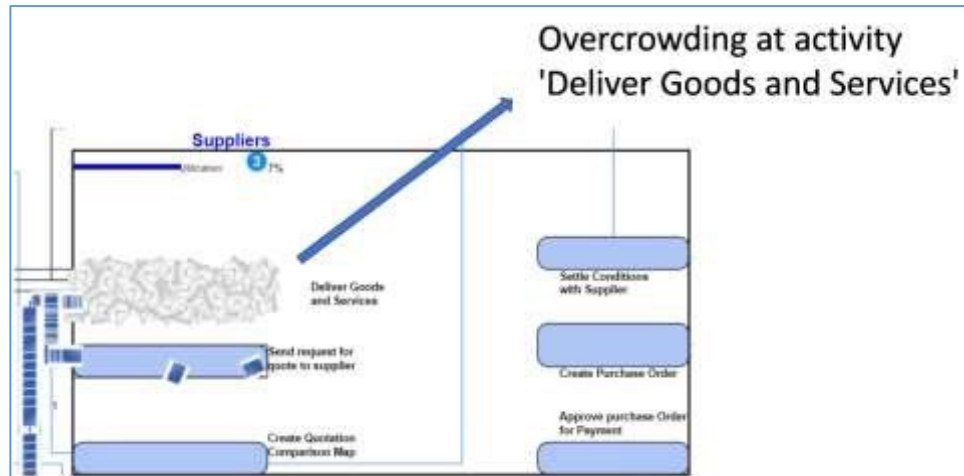 Overcrowding at activity
'Deliver Goods and Services'
Suppliers
Utilization
3
7%
Deliver Goods
and Services
Settle Conditions
with Supplier
Send request for
quote to supplier
Create Purchase Order
Approve purchase Order
for Payment
Create Quotation
Comparison Map